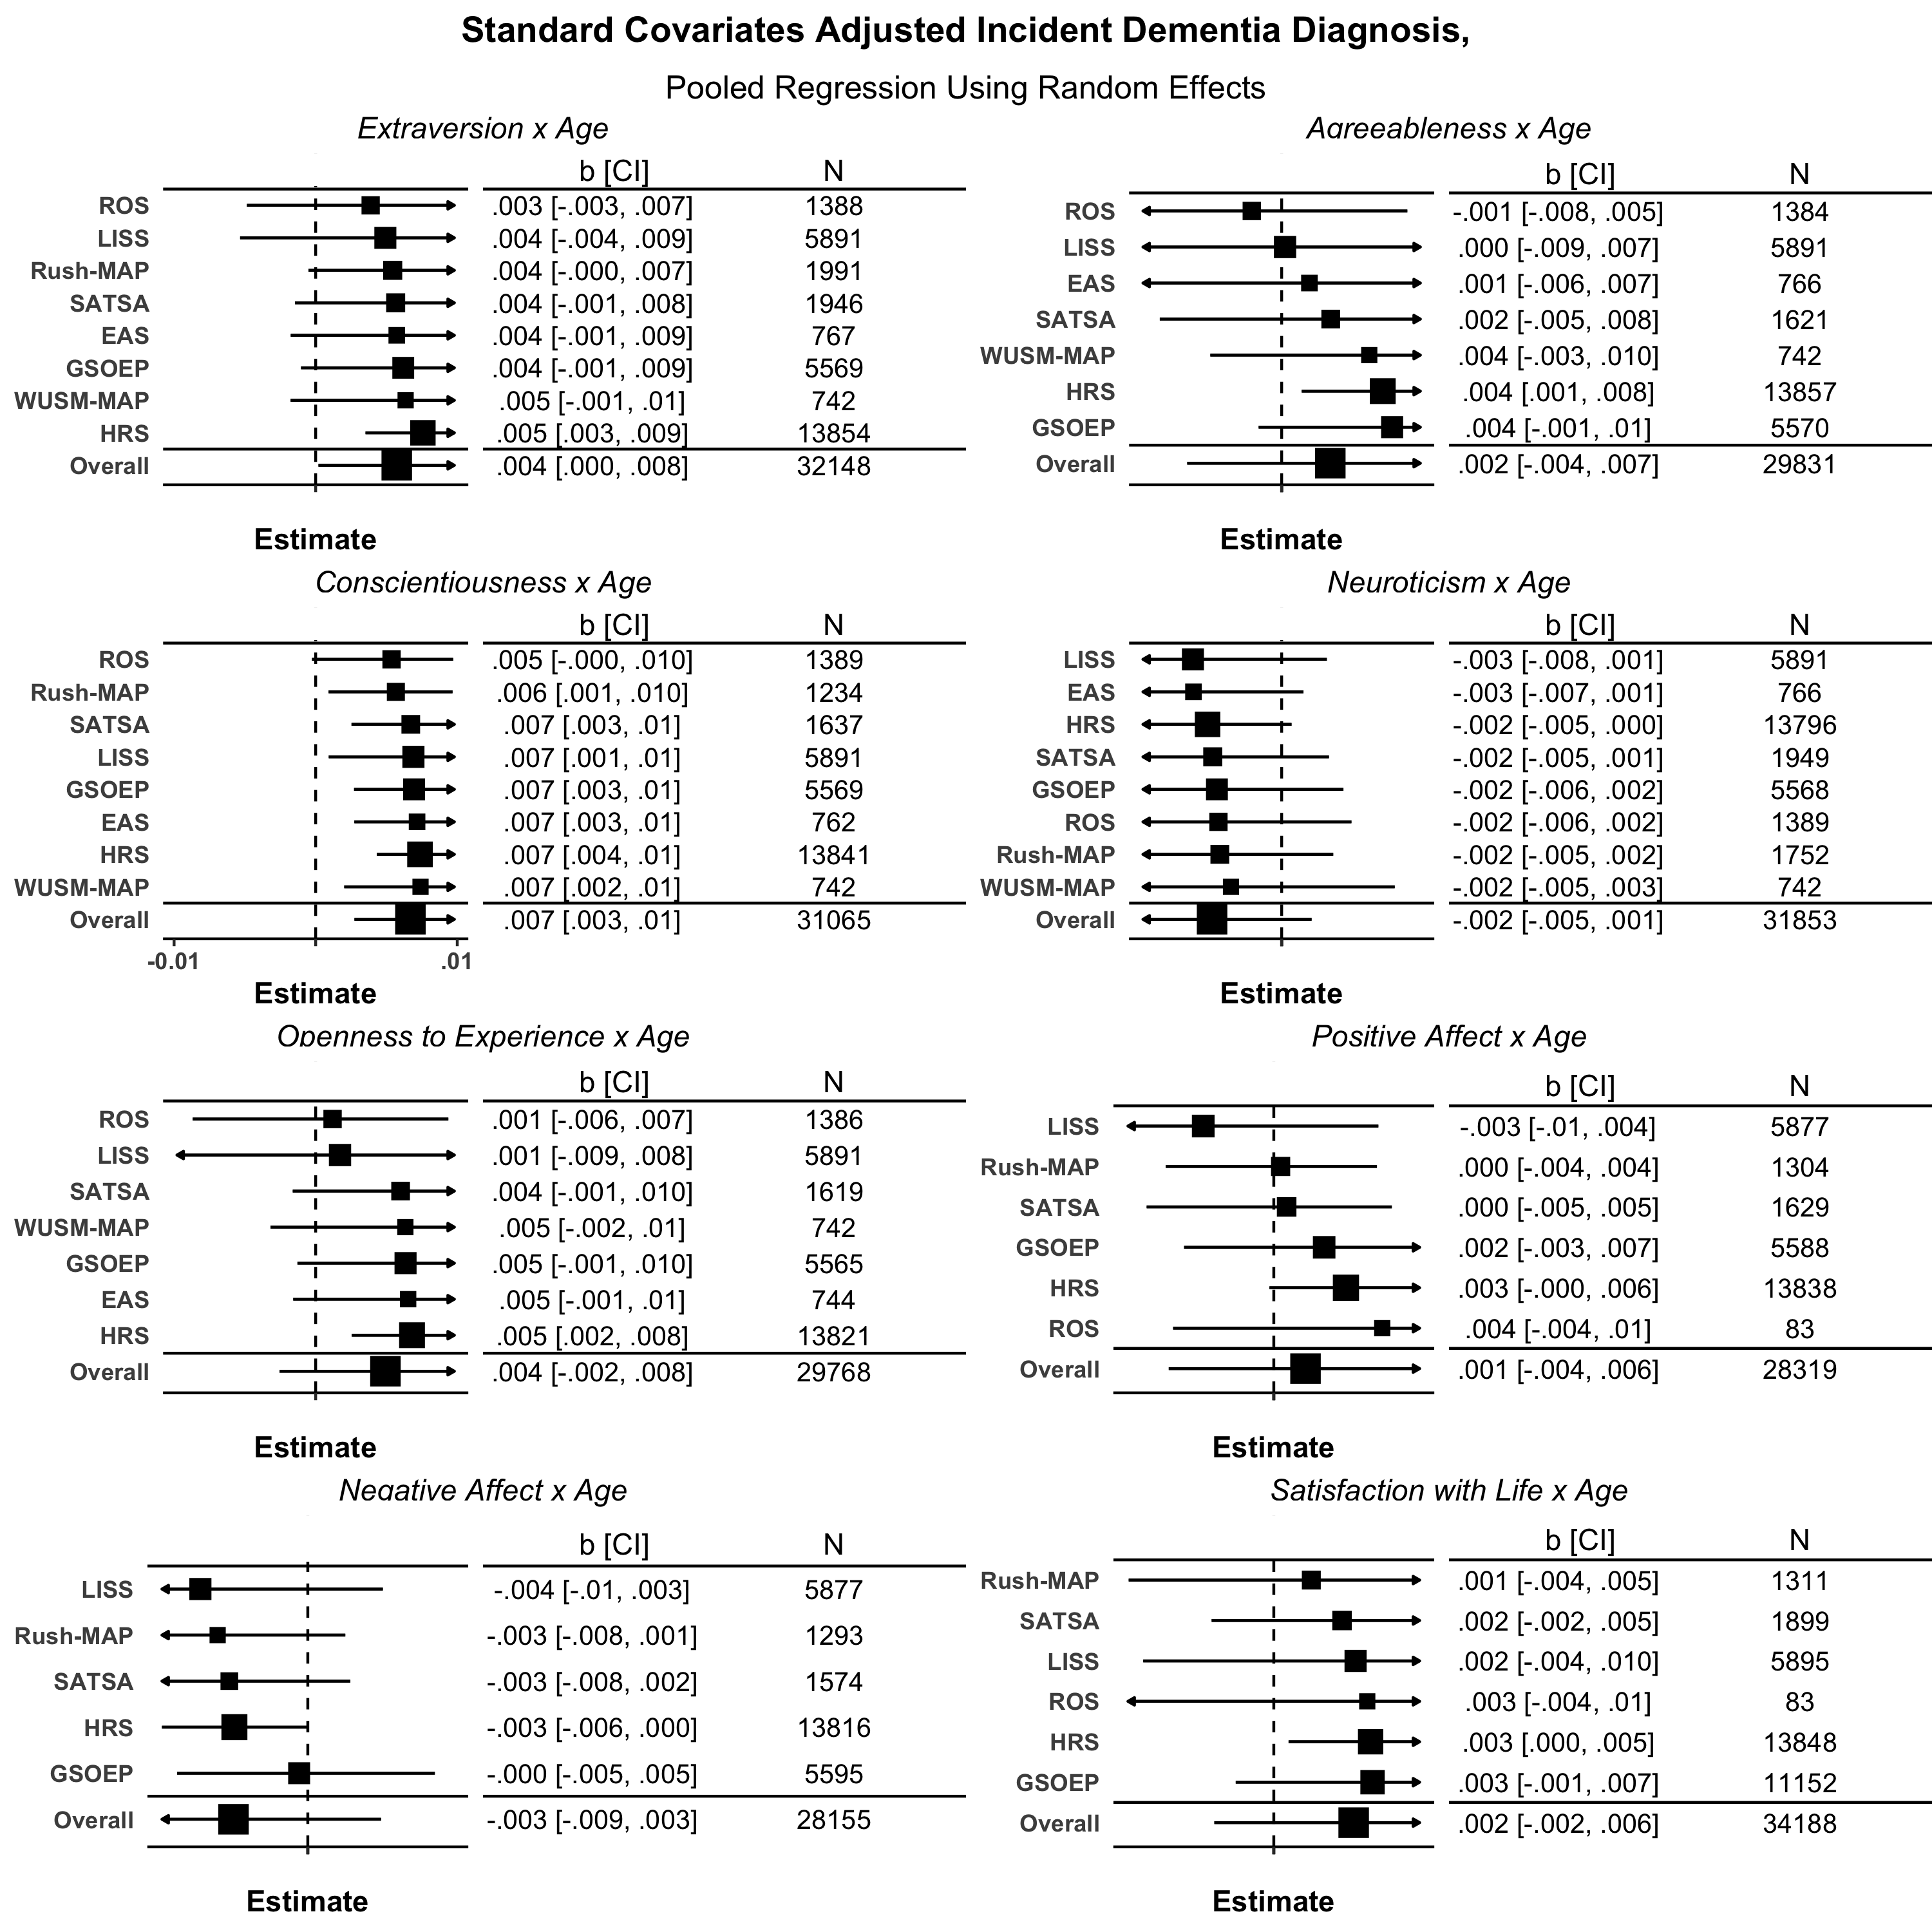 Standard Covariates Adjusted Incident Dementia Diagnosis,
Pooled Regression Using Random Effects
Extraversion x Age
b [CI] N
ROS .003 [-.003, .007] 1388
LISS .004 [-.004, .009] 5891
Rush-MAP .004 [-.000, .007] 1991
SATSA .004 [-.001, .008] 1946
EAS .004 [-.001, .009] 767
GSOEP .004 [-.001, .009] 5569
WUSM-MAP .005 [-.001, .01] 742
HRS .005 [.003, .009] 13854
Overall .004 [.000, .008] 32148
Estimate
Agreeableness x Age
b [CI] N
ROS -.001 [-.008, .005] 1384
LISS .000 [-.009, .007] 5891
EAS .001 [-.006, .007] 766
SATSA .002 [-.005, .008] 1621
WUSM-MAP .004 [-.003, .010] 742
HRS .004 [.001, .008] 13857
GSOEP .004 [-.001, .01] 5570
Overall .002 [-.004, .007] 29831
Estimate
Conscientiousness x Age
b [CI] N
ROS .005 [-.000, .010] 1389
Rush-MAP .006 [.001, .010] 1234
SATSA .007 [.003, .01] 1637
LISS .007 [.001, .01] 5891
GSOEP .007 [.003, .01] 5569
EAS .007 [.003, .01] 762
HRS .007 [.004, .01] 13841
WUSM-MAP .007 [.002, .01] 742
Overall .007 [.003, .01] 31065
-0.01 .01
Estimate
Neuroticism x Age
b [CI] N
LISS -.003 [-.008, .001] 5891
EAS -.003 [-.007, .001] 766
HRS -.002 [-.005, .000] 13796
SATSA -.002 [-.005, .001] 1949
GSOEP -.002 [-.006, .002] 5568
ROS -.002 [-.006, .002] 1389
Rush-MAP -.002 [-.005, .002] 1752
WUSM-MAP -.002 [-.005, .003] 742
Overall -.002 [-.005, .001] 31853
Estimate
Openness to Experience x Age
b [CI] N
ROS .001 [-.006, .007] 1386
LISS .001 [-.009, .008] 5891
SATSA .004 [-.001, .010] 1619
WUSM-MAP .005 [-.002, .01] 742
GSOEP .005 [-.001, .010] 5565
EAS .005 [-.001, .01] 744
HRS .005 [.002, .008] 13821
Overall .004 [-.002, .008] 29768
Estimate
Positive Affect x Age
b [CI] N
LISS -.003 [-.01, .004] 5877
Rush-MAP .000 [-.004, .004] 1304
SATSA .000 [-.005, .005] 1629
GSOEP .002 [-.003, .007] 5588
HRS .003 [-.000, .006] 13838
ROS .004 [-.004, .01] 83
Overall .001 [-.004, .006] 28319
Estimate
Negative Affect x Age
b [CI] N
LISS -.004 [-.01, .003] 5877
Rush-MAP -.003 [-.008, .001] 1293
SATSA -.003 [-.008, .002] 1574
HRS -.003 [-.006, .000] 13816
GSOEP -.000 [-.005, .005] 5595
Overall -.003 [-.009, .003] 28155
Estimate
Satisfaction with Life x Age
b [CI] N
Rush-MAP .001 [-.004, .005] 1311
SATSA .002 [-.002, .005] 1899
LISS .002 [-.004, .010] 5895
ROS .003 [-.004, .01] 83
HRS .003 [.000, .005] 13848
GSOEP .003 [-.001, .007] 11152
Overall .002 [-.002, .006] 34188
Estimate